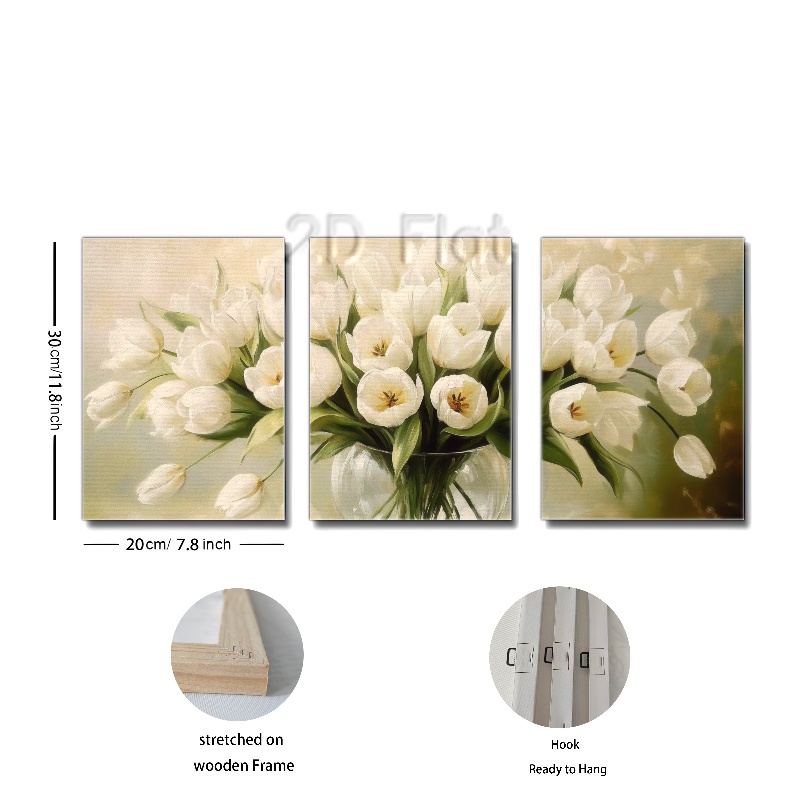 2D Flat
30cm/11.8inch
20cm/ 7.8 inch
stretched on
wooden Frame
Hook
Ready to Hang